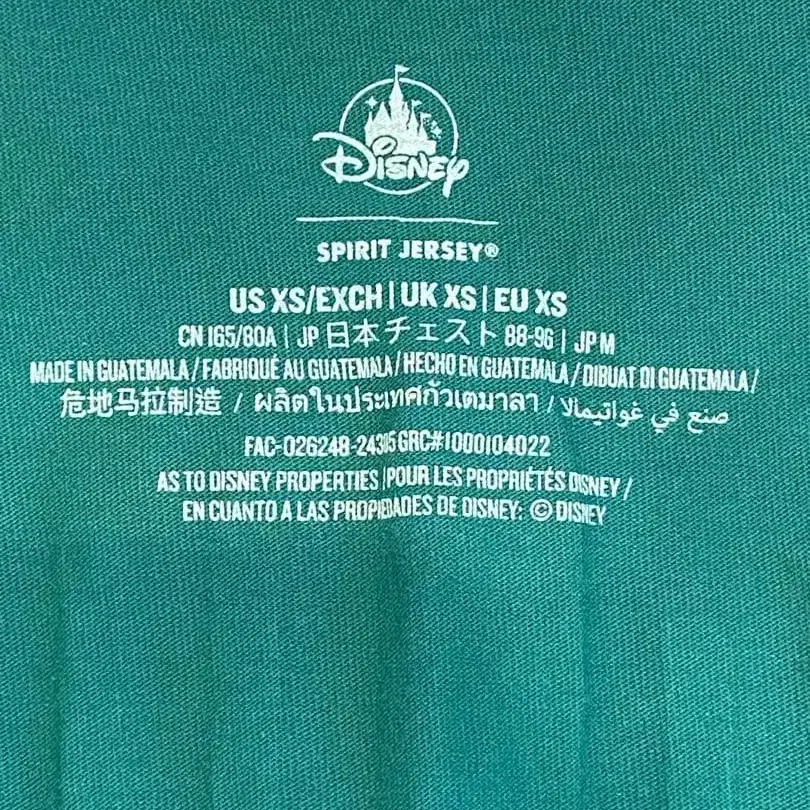 Disney
SPIRIT JERSEY®
US XS/EXCH | UK XS | EU XS
CN 165/80A | JP 日本チェスト 88-96 | JP M
MADE IN GUATEMALA / FABRIQUÉ AU GUATEMALA / HECHO EN GUATEMALA / DIBUAT DI GUATEMALA /
危地马拉制造 / ผลิตในประเทศกัวเตมาลา / صنع في غواتيمالا
FAC-026248-24305 GRC#1000104022
AS TO DISNEY PROPERTIES / POUR LES PROPRIÉTÉS DISNEY /
EN CUANTO A LAS PROPIEDADES DE DISNEY: © DISNEY